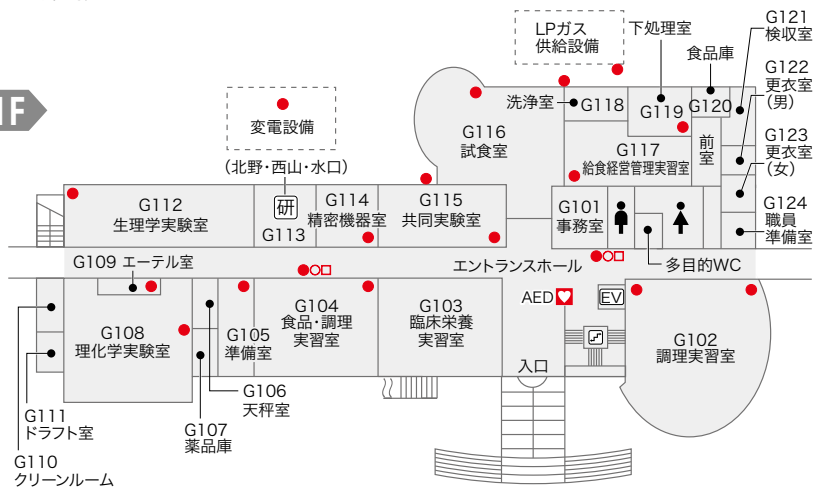 1F
変電設備
LPガス
供給設備
下処理室
食品庫
G121
検収室
G122
更衣室
(男)
G123
更衣室
(女)
G124
職員
準備室
洗浄室
G118
G119
G120
前室
G116
試食室
G117
給食経営管理実習室
(北野・西山・水口)
G112
生理学実験室
研
G113
G114
精密機器室
G115
共同実験室
G101
事務室
多目的WC
エントランスホール
G109 エーテル室
G108
理化学実験室
G105
準備室
G104
食品・調理
実習室
G103
臨床栄養
実習室
AED
EV
G102
調理実習室
入口
G106
天秤室
G107
薬品庫
G111
ドラフト室
G110
クリーンルーム